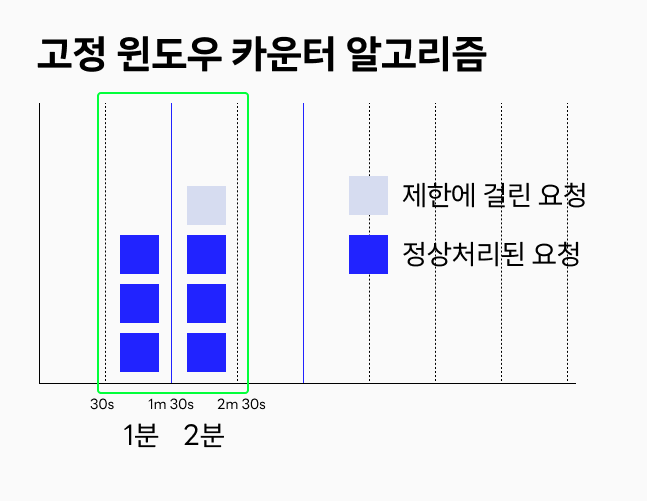 고정 윈도우 카운터 알고리즘
제한에 걸린 요청
정상처리된 요청
30s 1m 30s 2m 30s
1분 2분